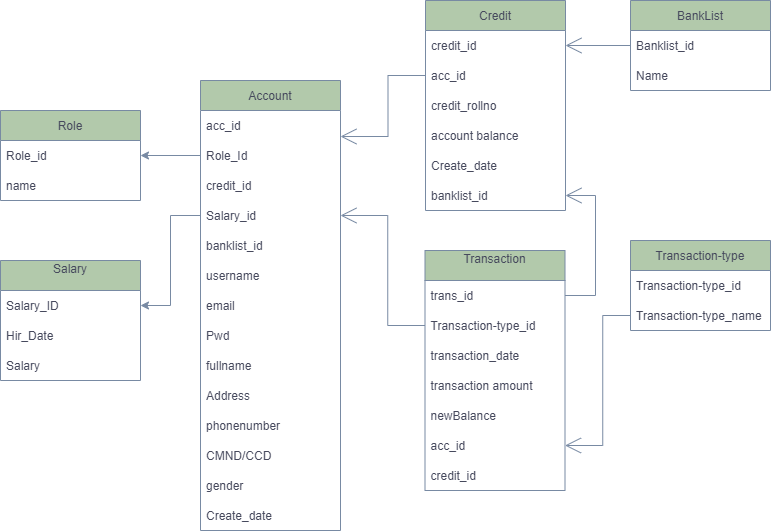 Role
Role_id
name
Salary
Salary_ID
Hir_Date
Salary
Account
acc_id
Role_Id
credit_id
Salary_id
banklist_id
username
email
Pwd
fullname
Address
phonenumber
CMND/CCD
gender
Create_date
Credit
credit_id
acc_id
credit_rollno
account balance
Create_date
banklist_id
Transaction
trans_id
Transaction-type_id
transaction_date
transaction amount
newBalance
acc_id
credit_id
BankList
Banklist_id
Name
Transaction-type
Transaction-type_id
Transaction-type_name